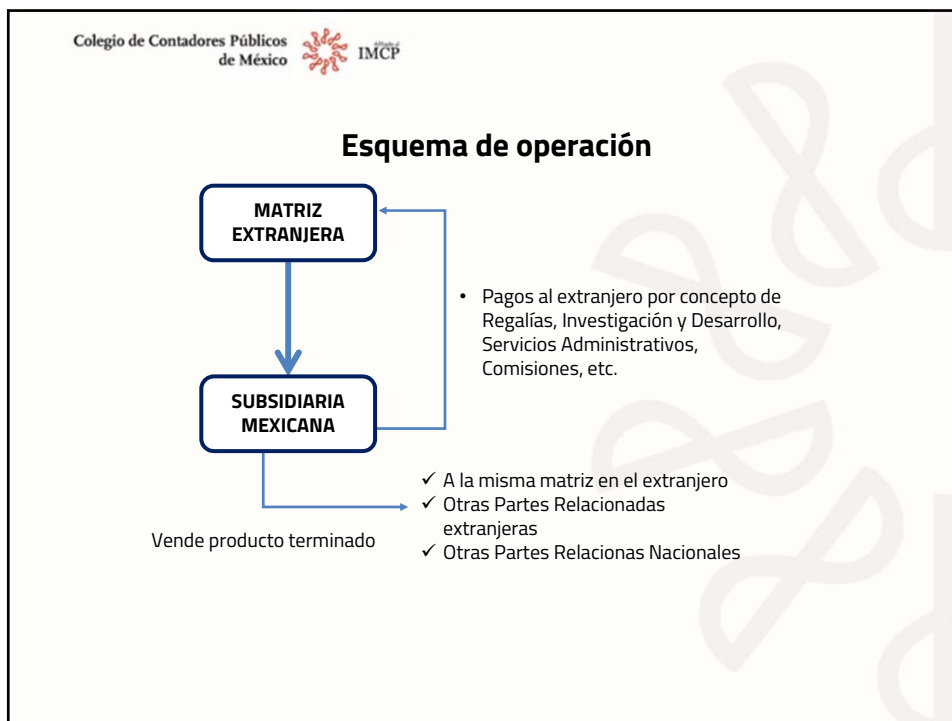 Colegio de Contadores Públicos
de México
Afiliado al
IMCP
Esquema de operación
MATRIZ
EXTRANJERA
• Pagos al extranjero por concepto de
Regalías, Investigación y Desarrollo,
Servicios Administrativos,
Comisiones, etc.
SUBSIDIARIA
MEXICANA
Vende producto terminado
✓ A la misma matriz en el extranjero
✓ Otras Partes Relacionadas
extranjeras
✓ Otras Partes Relacionas Nacionales